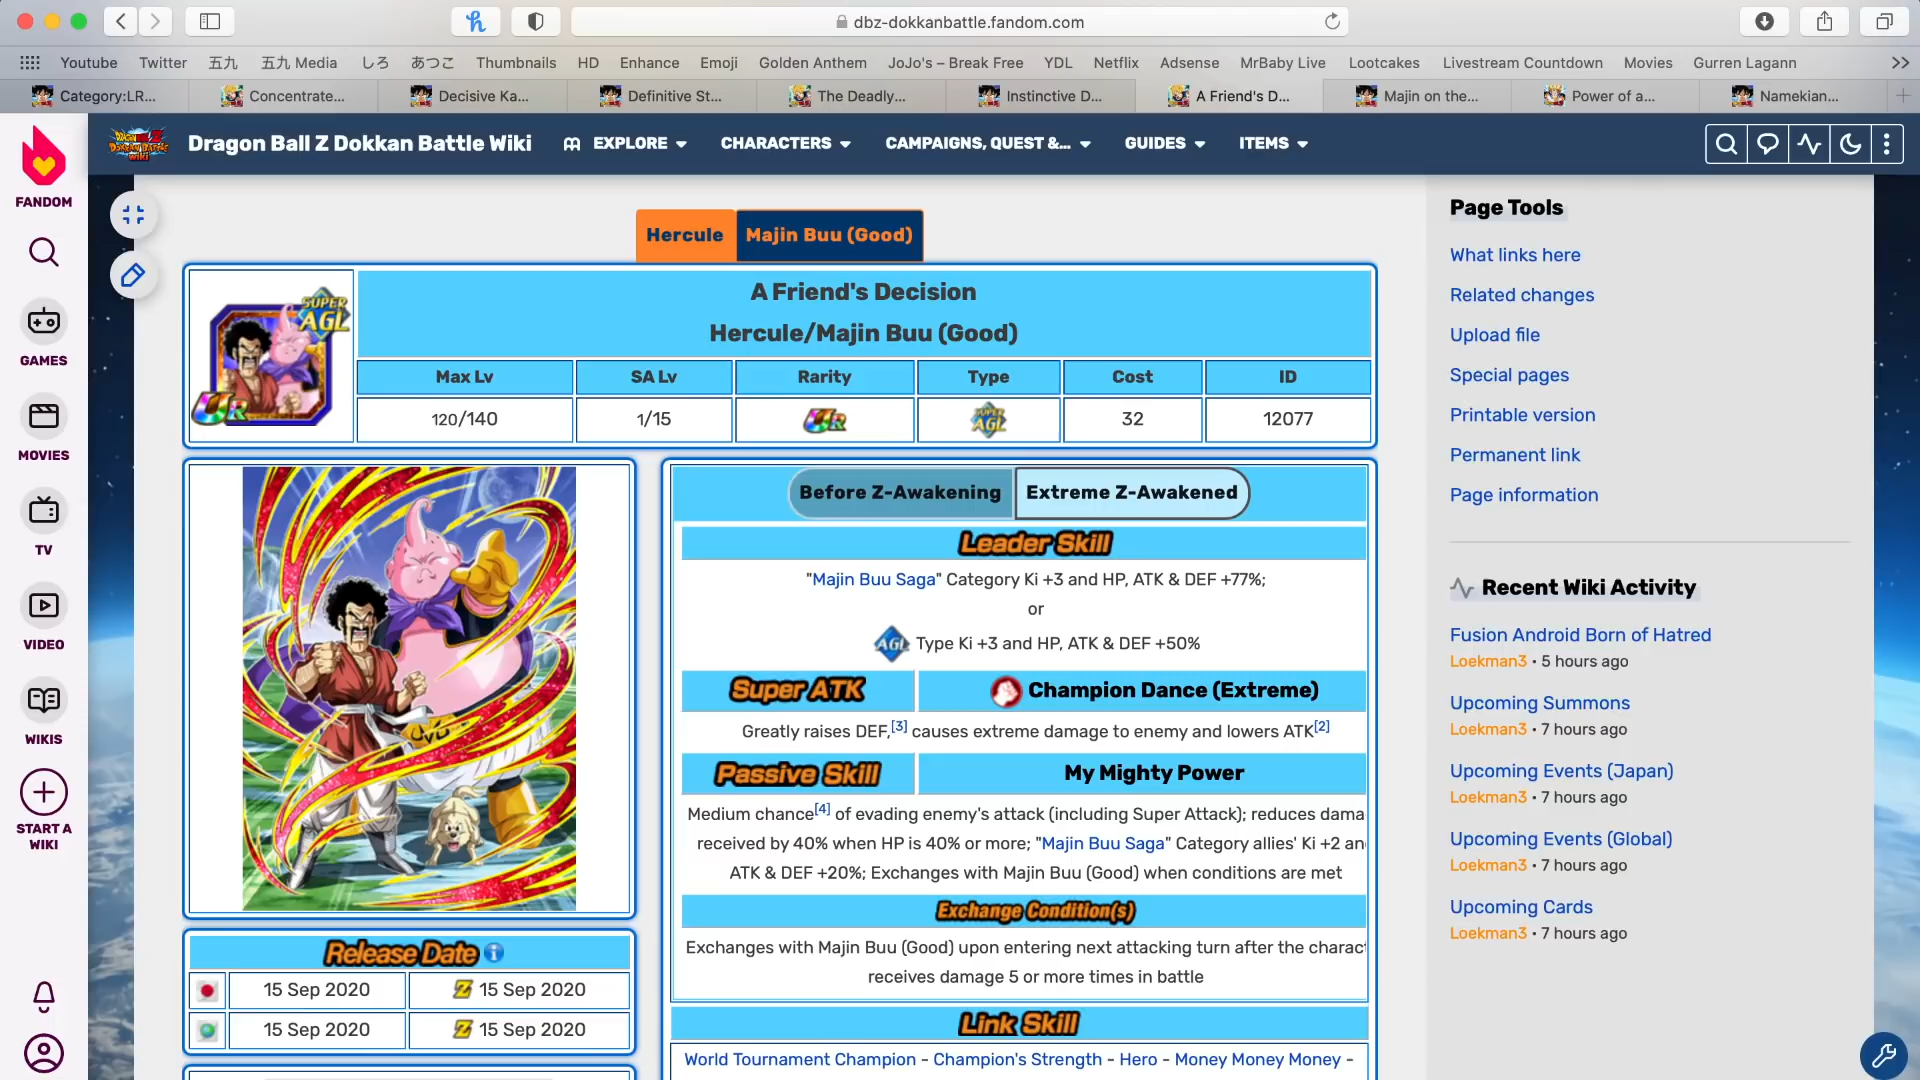 dbz-dokkanbattle.fandom.com
Youtube Twitter 五九 五九 Media しろ あつこ Thumbnails HD Enhance Emoji Golden Anthem JoJo's – Break Free YDL Netflix Adsense MrBaby Live Lootcakes Livestream Countdown Movies Gurren Lagann
Category:LR... Concentrate... Decisive Ka... Definitive St... The Deadly... Instinctive D... A Friend's D... Majin on the... Power of a... Namekian...
Dragon Ball Z Dokkan Battle Wiki EXPLORE CHARACTERS CAMPAIGNS, QUEST &... GUIDES ITEMS
FANDOM
GAMES
MOVIES
TV
VIDEO
WIKIS
START A
WIKI
Hercule Majin Buu (Good)
A Friend's Decision
Hercule/Majin Buu (Good)
SUPER
AGL
UR
Max Lv SA Lv Rarity Type Cost ID
120/140 1/15 UR SUPER AGL 32 12077
Before Z-Awakening Extreme Z-Awakened
Leader Skill
"Majin Buu Saga" Category Ki +3 and HP, ATK & DEF +77%;
or
AGL Type Ki +3 and HP, ATK & DEF +50%
Super ATK Champion Dance (Extreme)
Greatly raises DEF,[3] causes extreme damage to enemy and lowers ATK[2]
Passive Skill My Mighty Power
Medium chance[4] of evading enemy's attack (including Super Attack); reduces dama
received by 40% when HP is 40% or more; "Majin Buu Saga" Category allies' Ki +2 an
ATK & DEF +20%; Exchanges with Majin Buu (Good) when conditions are met
Exchange Condition(s)
Exchanges with Majin Buu (Good) upon entering next attacking turn after the charact
receives damage 5 or more times in battle
Link Skill
World Tournament Champion - Champion's Strength - Hero - Money Money Money -
Release Date
15 Sep 2020 Z 15 Sep 2020
15 Sep 2020 Z 15 Sep 2020
Page Tools
What links here
Related changes
Upload file
Special pages
Printable version
Permanent link
Page information
Recent Wiki Activity
Fusion Android Born of Hatred
Loekman3 • 5 hours ago
Upcoming Summons
Loekman3 • 7 hours ago
Upcoming Events (Japan)
Loekman3 • 7 hours ago
Upcoming Events (Global)
Loekman3 • 7 hours ago
Upcoming Cards
Loekman3 • 7 hours ago